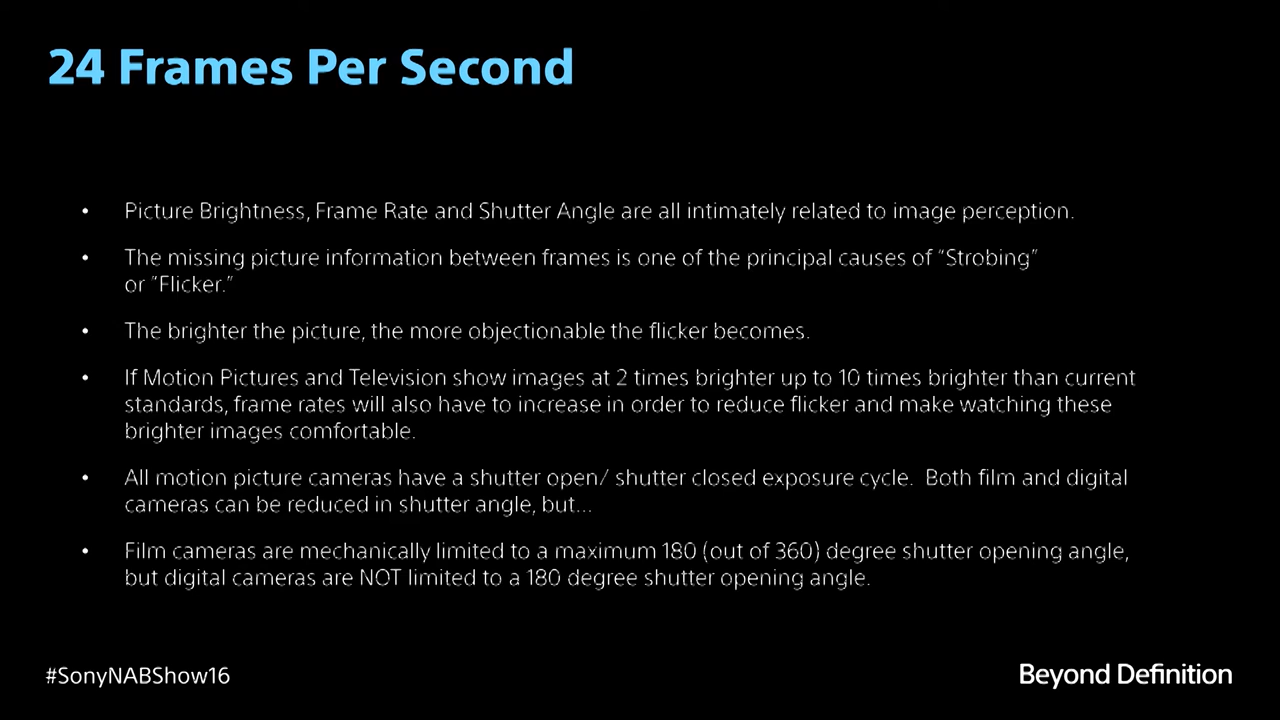 24 Frames Per Second
• Picture Brightness, Frame Rate and Shutter Angle are all intimately related to image perception.
• The missing picture information between frames is one of the principal causes of “Strobing”
or “Flicker.”
• The brighter the picture, the more objectionable the flicker becomes.
• If Motion Pictures and Television show images at 2 times brighter up to 10 times brighter than current
standards, frame rates will also have to increase in order to reduce flicker and make watching these
brighter images comfortable.
• All motion picture cameras have a shutter open/ shutter closed exposure cycle.  Both film and digital
cameras can be reduced in shutter angle, but...
• Film cameras are mechanically limited to a maximum 180 (out of 360) degree shutter opening angle,
but digital cameras are NOT limited to a 180 degree shutter opening angle.
#SonyNABShow16
Beyond Definition